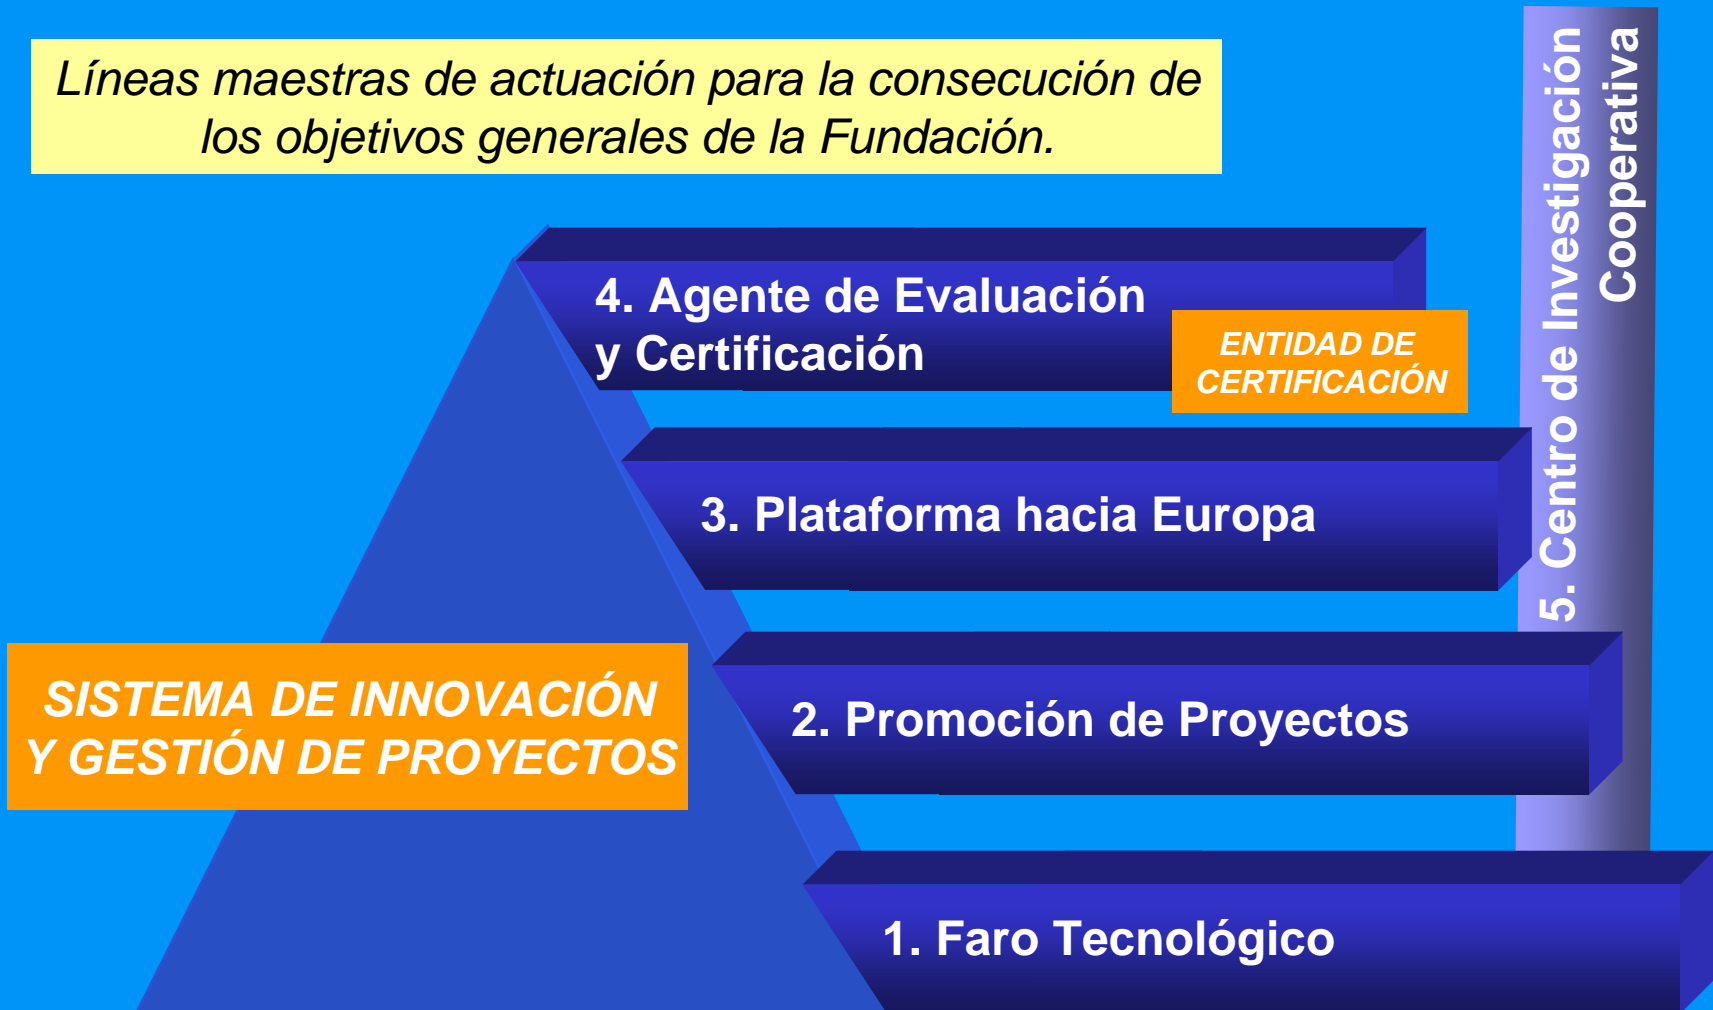 Líneas maestras de actuación para la consecución de
los objetivos generales de la Fundación.
4. Agente de Evaluación
y Certificación
ENTIDAD DE
CERTIFICACIÓN
3. Plataforma hacia Europa
SISTEMA DE INNOVACIÓN
Y GESTIÓN DE PROYECTOS
2. Promoción de Proyectos
1. Faro Tecnológico
5. Centro de Investigación
Cooperativa